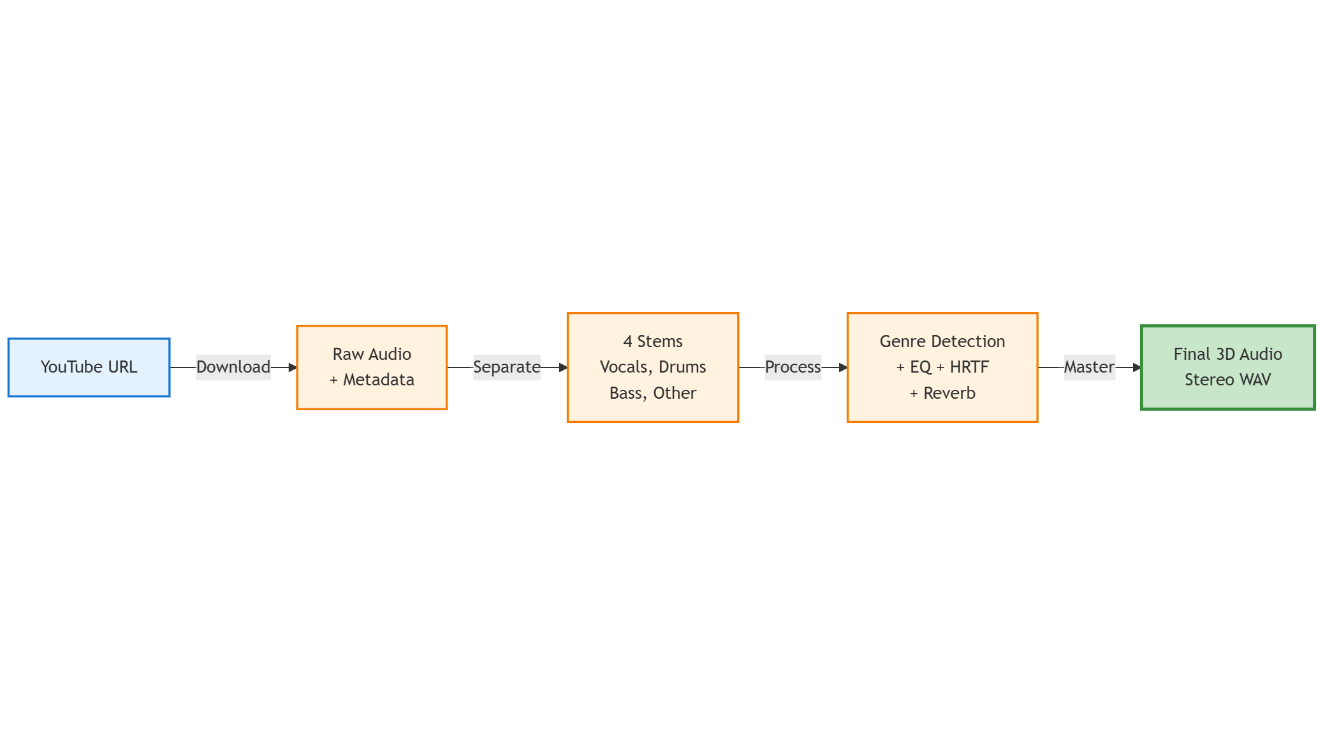 YouTube URL
Download
Raw Audio
+ Metadata
Separate
4 Stems
Vocals, Drums
Bass, Other
Process
Genre Detection
+ EQ + HRTF
+ Reverb
Master
Final 3D Audio
Stereo WAV